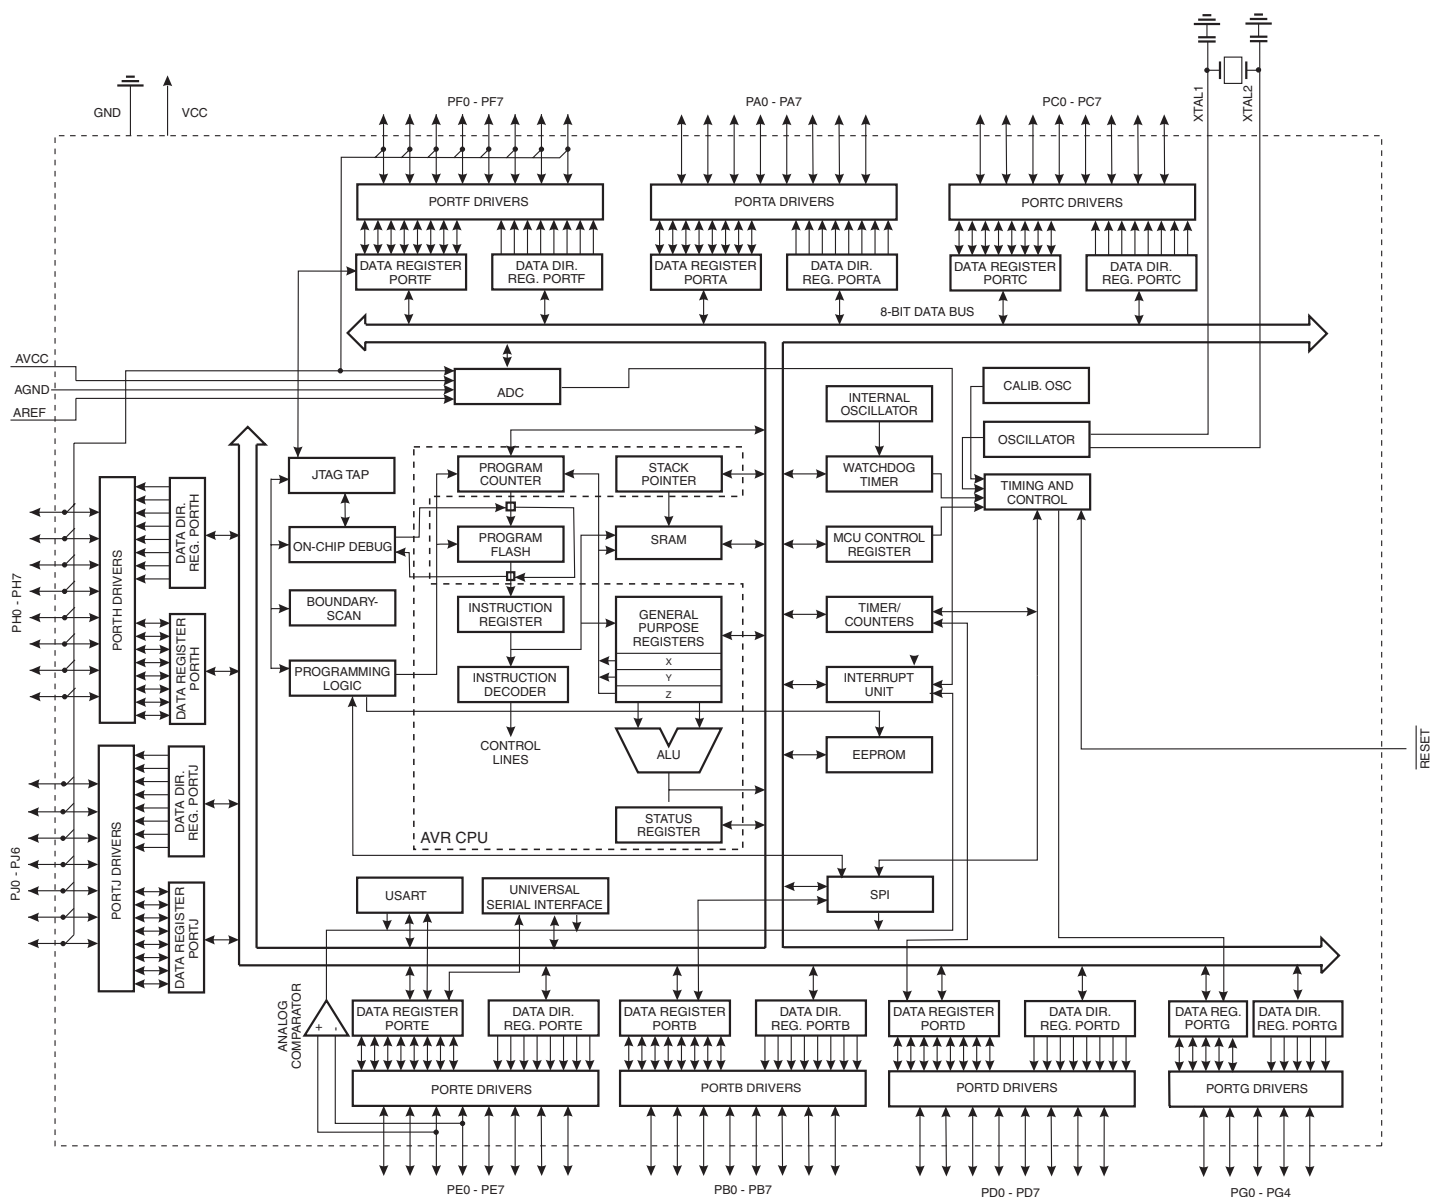 GND
VCC
PF0 - PF7
PA0 - PA7
PC0 - PC7
XTAL1
XTAL2
PORTF DRIVERS
PORTA DRIVERS
PORTC DRIVERS
DATA REGISTER
PORTF
DATA DIR.
REG. PORTF
DATA REGISTER
PORTA
DATA DIR.
REG. PORTA
DATA REGISTER
PORTC
DATA DIR.
REG. PORTC
8-BIT DATA BUS
AVCC
AGND
AREF
ADC
INTERNAL
OSCILLATOR
CALIB. OSC
OSCILLATOR
JTAG TAP
PROGRAM
COUNTER
STACK
POINTER
WATCHDOG
TIMER
TIMING AND
CONTROL
ON-CHIP DEBUG
PROGRAM
FLASH
SRAM
MCU CONTROL
REGISTER
BOUNDARY-
SCAN
INSTRUCTION
REGISTER
GENERAL
PURPOSE
REGISTERS
X
Y
Z
TIMER/
COUNTERS
PROGRAMMING
LOGIC
INSTRUCTION
DECODER
INTERRUPT
UNIT
CONTROL
LINES
ALU
EEPROM
RESET
STATUS
REGISTER
AVR CPU
PH0 - PH7
PORTH DRIVERS
DATA DIR.
REG. PORTH
DATA REGISTER
PORTH
PJ0 - PJ6
PORTJ DRIVERS
DATA DIR.
REG. PORTJ
DATA REGISTER
PORTJ
USART
UNIVERSAL
SERIAL INTERFACE
SPI
ANALOG
COMPARATOR
+
-
DATA REGISTER
PORTE
DATA DIR.
REG. PORTE
DATA REGISTER
PORTB
DATA DIR.
REG. PORTB
DATA REGISTER
PORTD
DATA DIR.
REG. PORTD
DATA REG.
PORTG
DATA DIR.
REG. PORTG
PORTE DRIVERS
PORTB DRIVERS
PORTD DRIVERS
PORTG DRIVERS
PE0 - PE7
PB0 - PB7
PD0 - PD7
PG0 - PG4